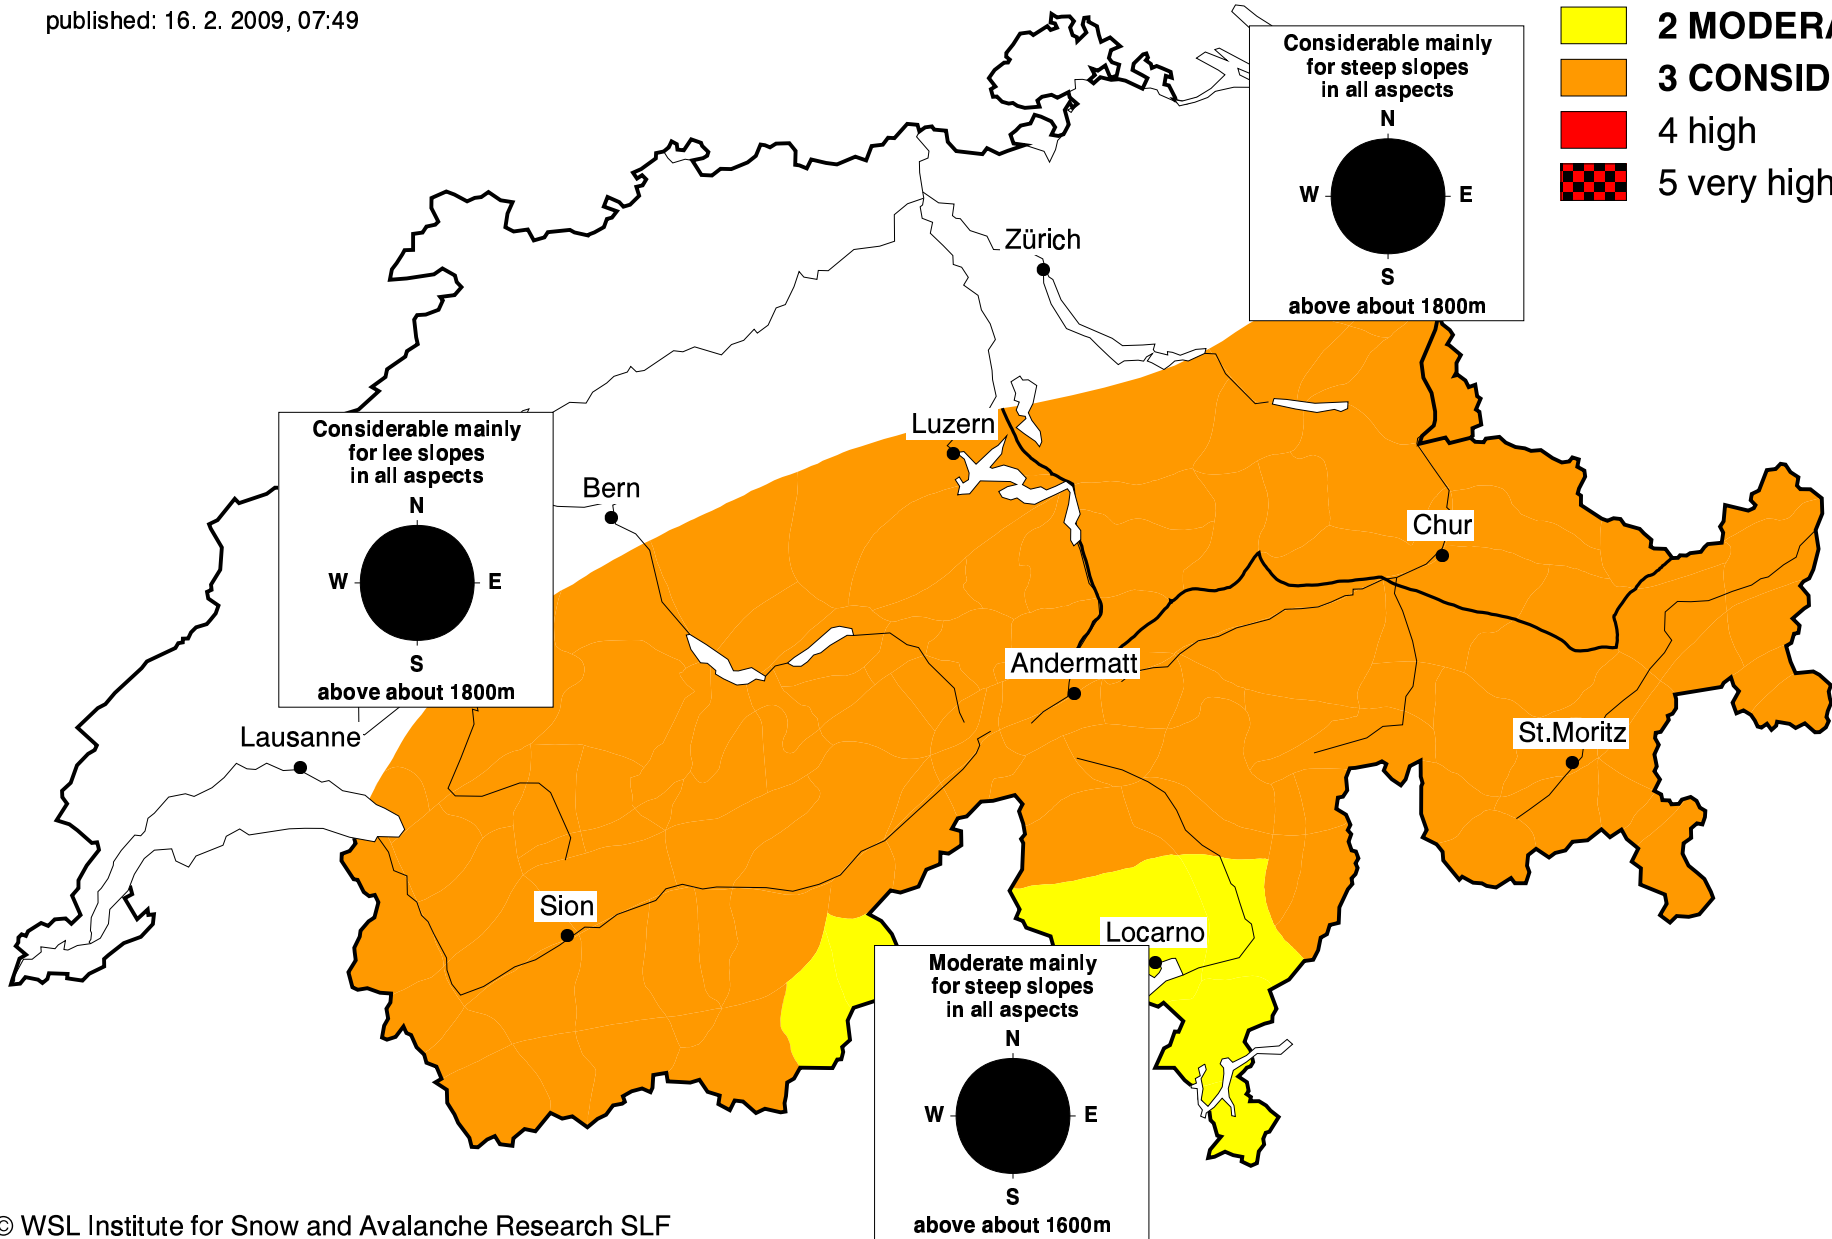 published: 16. 2. 2009, 07:49
2 MODERA
3 CONSID
4 high
5 very high
Considerable mainly
for steep slopes
in all aspects
N
W
E
S
above about 1800m
Zürich
Luzern
Considerable mainly
for lee slopes
in all aspects
N
W
E
S
above about 1800m
Bern
Chur
Andermatt
Lausanne
St.Moritz
Sion
Locarno
Moderate mainly
for steep slopes
in all aspects
N
W
E
S
above about 1600m
© WSL Institute for Snow and Avalanche Research SLF